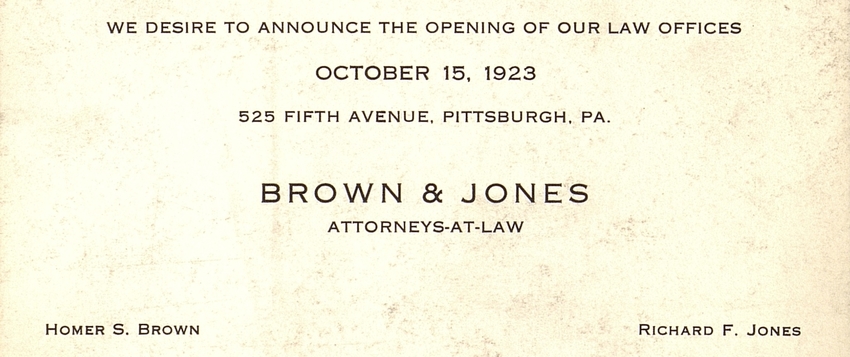 WE DESIRE TO ANNOUNCE THE OPENING OF OUR LAW OFFICES
OCTOBER 15, 1923
525 FIFTH AVENUE, PITTSBURGH, PA.
BROWN & JONES
ATTORNEYS-AT-LAW
HOMER S. BROWN
RICHARD F. JONES